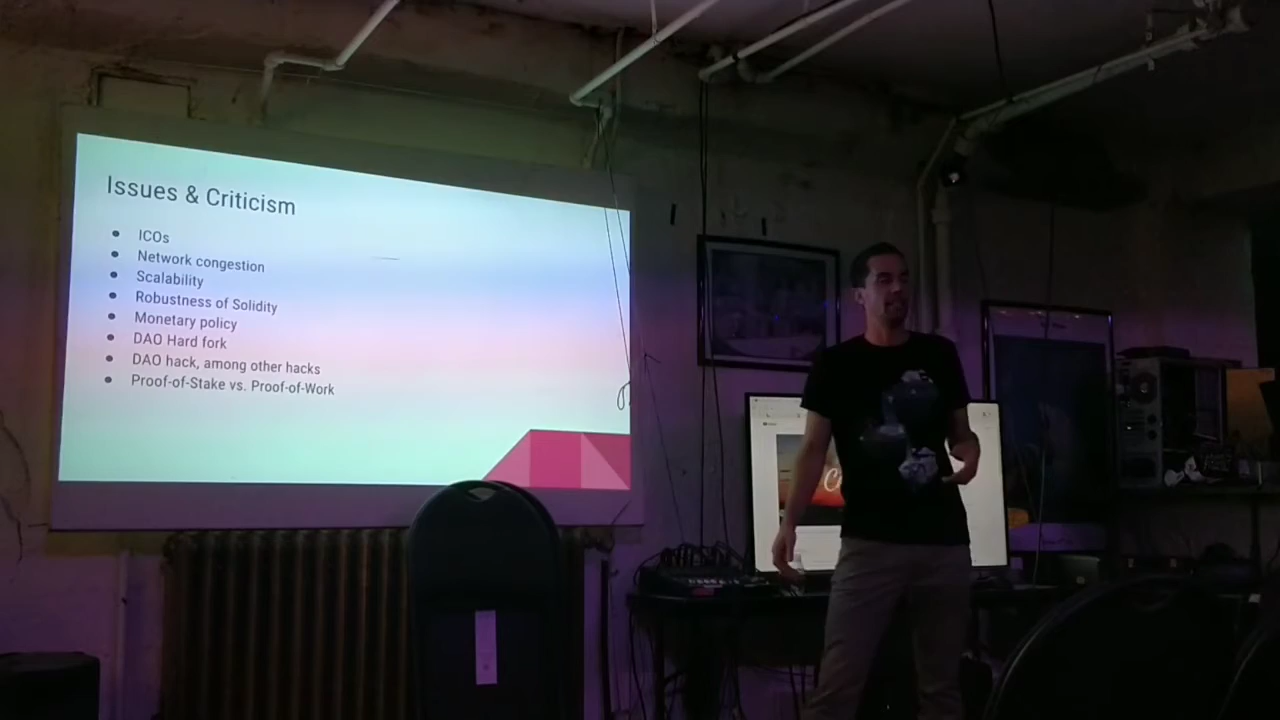 Issues & Criticism
ICOs
Network congestion
Scalability
Robustness of Solidity
Monetary policy
DAO Hard fork
DAO hack, among other hacks
Proof-of-Stake vs. Proof-of-Work